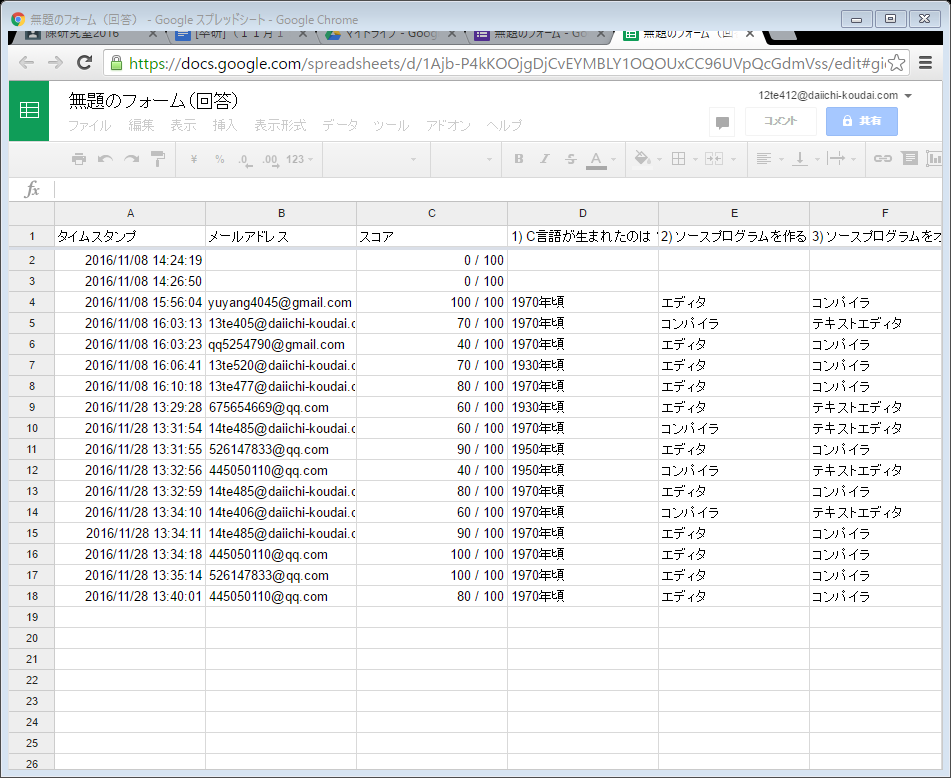 無題のフォーム（回答） - Google スプレッドシート - Google Chrome
陳研究室2016 [卒研]（１１月１ マイドライブ - Goog 無題のフォーム - Go 無題のフォーム（回
https://docs.google.com/spreadsheets/d/1Ajb-P4kKOOjgDjCvEYMBLY1OQOUxCC96UVpQcGdmVss/edit#gi
無題のフォーム（回答） 12te412@daiichi-koudai.com
ファイル 編集 表示 挿入 表示形式 データ ツール アドオン ヘルプ コメント 共有
¥ % .0 .00 123 B I S A
fx
A B C D E F
1 タイムスタンプ メールアドレス スコア 1) C言語が生まれたのは 2) ソースプログラムを作る 3) ソースプログラムを
2 2016/11/08 14:24:19 0 / 100
3 2016/11/08 14:26:50 0 / 100
4 2016/11/08 15:56:04 yuyang4045@gmail.com 100 / 100 1970年頃 エディタ コンパイラ
5 2016/11/08 16:03:13 13te405@daiichi-koudai.c 70 / 100 1970年頃 コンパイラ テキストエディタ
6 2016/11/08 16:03:23 qq5254790@gmail.com 40 / 100 1970年頃 エディタ コンパイラ
7 2016/11/08 16:06:41 13te520@daiichi-koudai.c 70 / 100 1930年頃 エディタ コンパイラ
8 2016/11/08 16:10:18 13te477@daiichi-koudai.c 80 / 100 1970年頃 エディタ コンパイラ
9 2016/11/28 13:29:28 675654669@qq.com 60 / 100 1930年頃 エディタ テキストエディタ
10 2016/11/28 13:31:54 14te485@daiichi-koudai.c 60 / 100 1970年頃 コンパイラ テキストエディタ
11 2016/11/28 13:31:55 526147833@qq.com 90 / 100 1950年頃 エディタ コンパイラ
12 2016/11/28 13:32:56 445050110@qq.com 40 / 100 1950年頃 コンパイラ テキストエディタ
13 2016/11/28 13:32:59 14te485@daiichi-koudai.c 80 / 100 1970年頃 エディタ コンパイラ
14 2016/11/28 13:34:10 14te406@daiichi-koudai.c 60 / 100 1970年頃 コンパイラ テキストエディタ
15 2016/11/28 13:34:11 14te485@daiichi-koudai.c 90 / 100 1970年頃 エディタ コンパイラ
16 2016/11/28 13:34:18 445050110@qq.com 100 / 100 1970年頃 エディタ コンパイラ
17 2016/11/28 13:35:14 526147833@qq.com 100 / 100 1970年頃 エディタ コンパイラ
18 2016/11/28 13:40:01 445050110@qq.com 80 / 100 1970年頃 エディタ コンパイラ
19
20
21
22
23
24
25
26